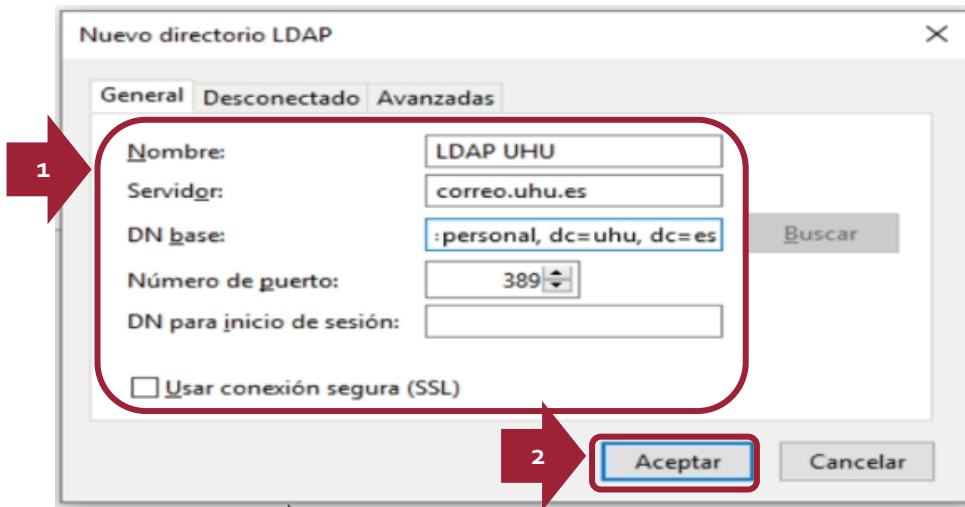 Nuevo directorio LDAP
General Desconectado Avanzadas
1
Nombre: LDAP UHU
Servidor: correo.uhu.es
DN base: :personal, dc=uhu, dc=es Buscar
Número de puerto: 389
DN para inicio de sesión:
Usar conexión segura (SSL)
2
Aceptar Cancelar